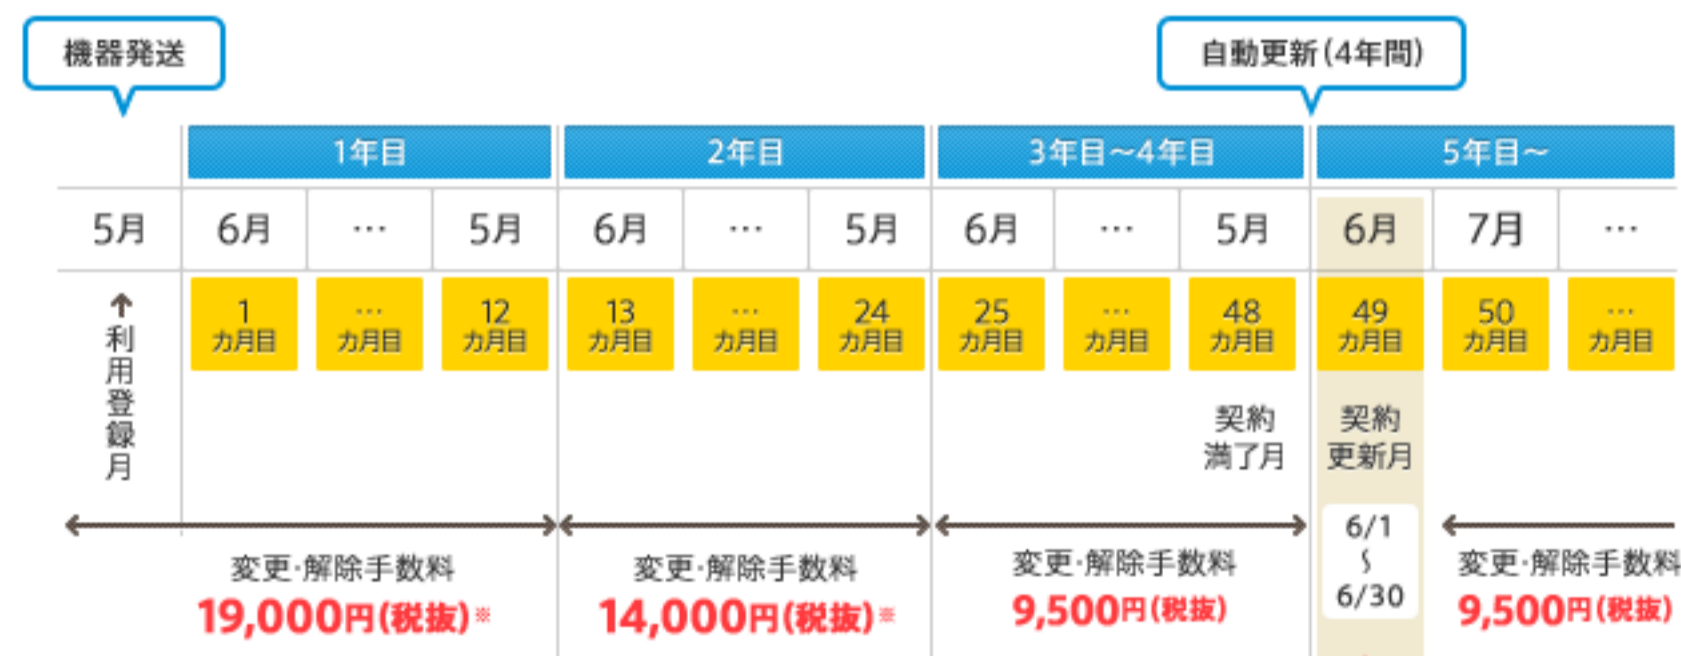 機器発送
自動更新(4年間)
1年目 2年目 3年目～4年目 5年目～
5月 6月 … 5月 6月 … 5月 6月 … 5月 6月 7月 …
1 … 12 13 … 24 25 … 48 49 50 …
カ月目 カ月目 カ月目 カ月目 カ月目 カ月目 カ月目 カ月目 カ月目 カ月目 カ月目 カ月目
↑利用登録月
契約
満了月
契約
更新月
6/1
～
6/30
変更·解除手数料
19,000円(税抜)※
変更·解除手数料
14,000円(税抜)※
変更·解除手数料
9,500円(税抜)
変更·解除手数料
9,500円(税抜)